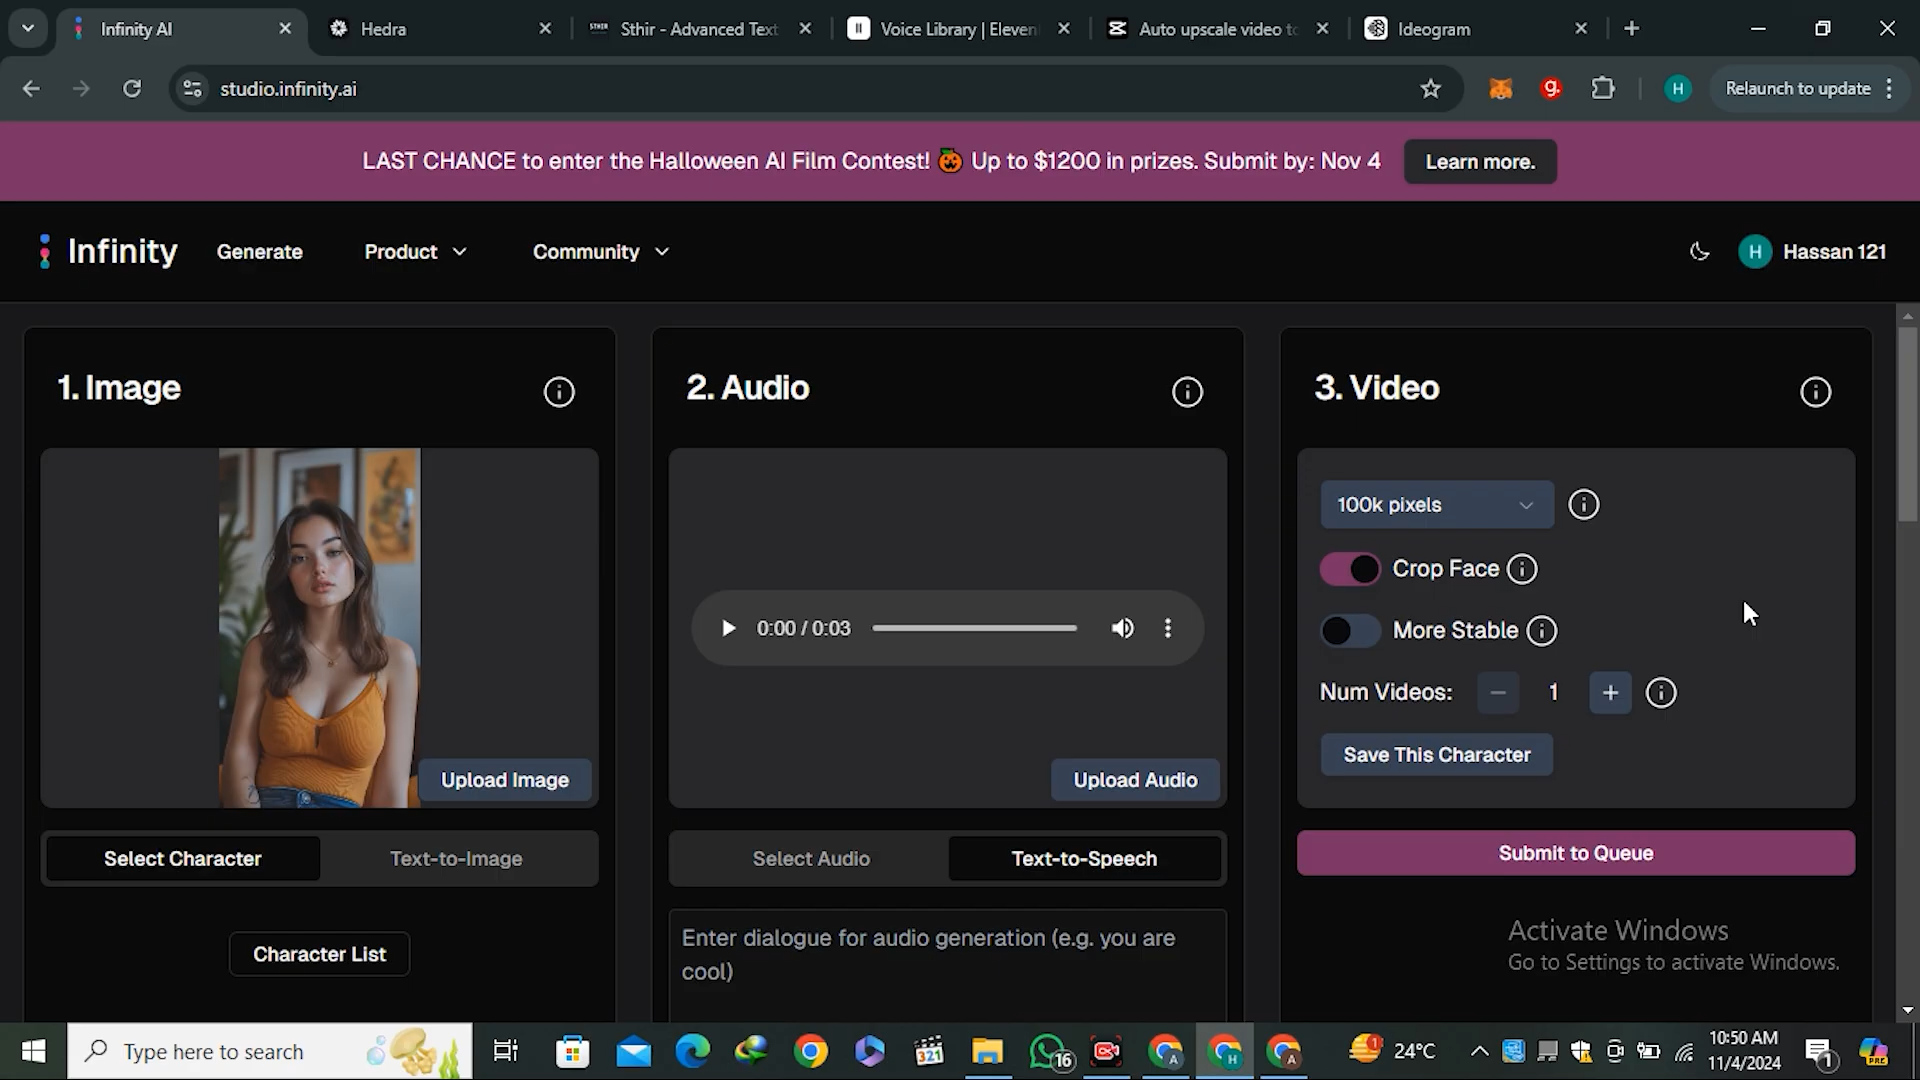 Infinity AI
Hedra
STHIR
Sthir - Advanced Text
Voice Library | Eleven
Auto upscale video to
Ideogram
studio.infinity.ai
g.
H
Relaunch to update
LAST CHANCE to enter the Halloween AI Film Contest! 🎃 Up to $1200 in prizes. Submit by: Nov 4
Learn more.
Infinity
Generate
Product
Community
H
Hassan 121
1. Image
2. Audio
3. Video
100k pixels
Crop Face
0:00 / 0:03
More Stable
Num Videos:
1
Save This Character
Upload Image
Upload Audio
Select Character
Text-to-Image
Select Audio
Text-to-Speech
Submit to Queue
Enter dialogue for audio generation (e.g. you are
cool)
Character List
Activate Windows
Go to Settings to activate Windows.
Type here to search
321
16
A
H
A
1
24°C
10:50 AM
11/4/2024
1
PRE